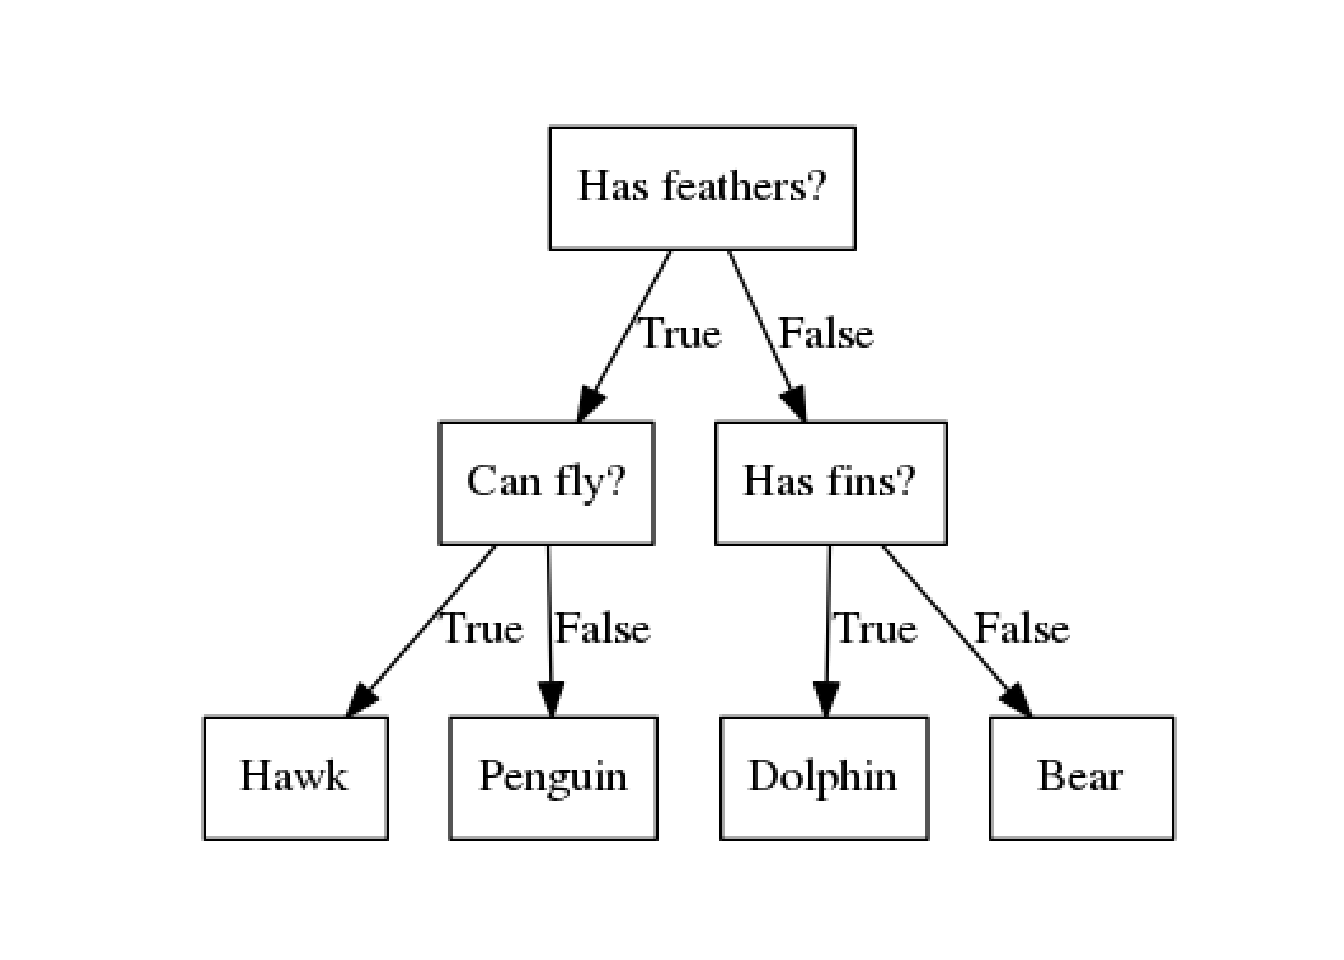 Has feathers?
True
False
Can fly?
Has fins?
True
False
True
False
Hawk
Penguin
Dolphin
Bear